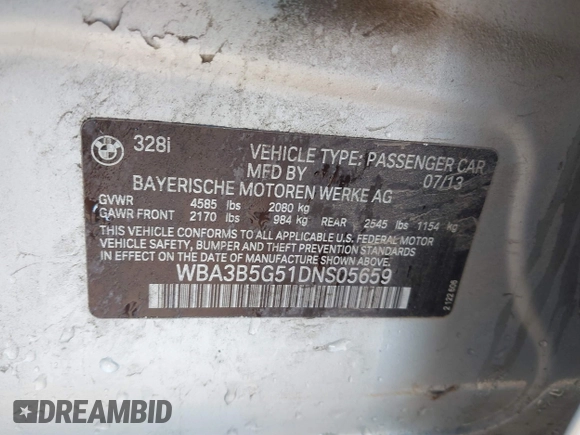 BMW 328i
VEHICLE TYPE: PASSENGER CAR
MFD BY 07/13
BAYERISCHE MOTOREN WERKE AG
GVWR 4585 lbs 2080 kg
GAWR FRONT 2170 lbs 984 kg REAR 2545 lbs 1154 kg
THIS VEHICLE CONFORMS TO ALL APPLICABLE U.S. FEDERAL MOTOR
VEHICLE SAFETY, BUMPER AND THEFT PREVENTION STANDARDS
IN EFFECT ON THE DATE OF MANUFACTURE SHOWN ABOVE.
WBA3B5G51DNS05659
DREAMBID